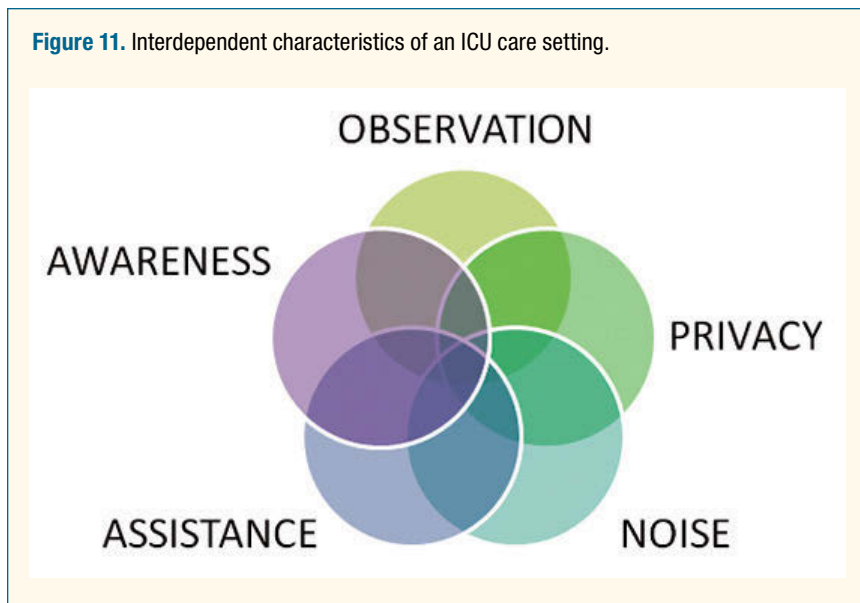 Figure 11. Interdependent characteristics of an ICU care setting.
OBSERVATION
AWARENESS
PRIVACY
ASSISTANCE
NOISE